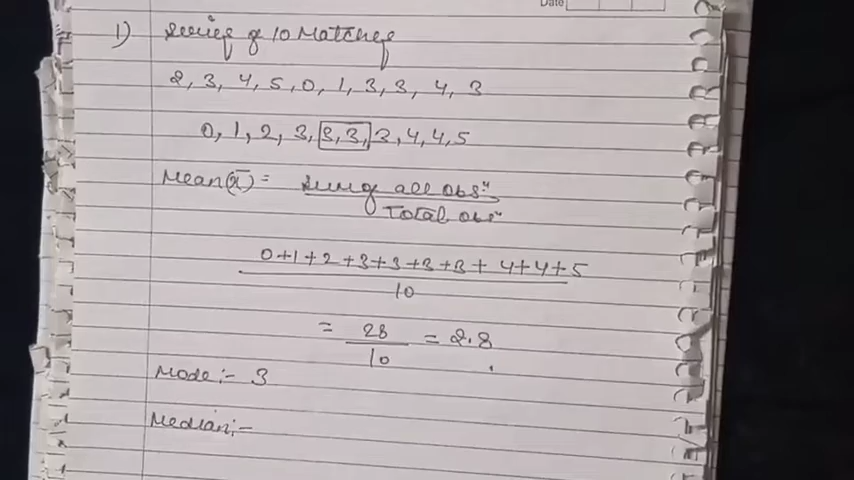 Date
1) Series of 10 Matches
2, 3, 4, 5, 0, 1, 3, 3, 4, 3
0, 1, 2, 3, 3, 3, 3, 4, 4, 5
Mean(x̄) = Sum of all obsⁿ
Total obsⁿ
0+1+2+3+3+3+3+4+4+5
10
= 28 = 2.8
10
Mode:- 3
Median:-